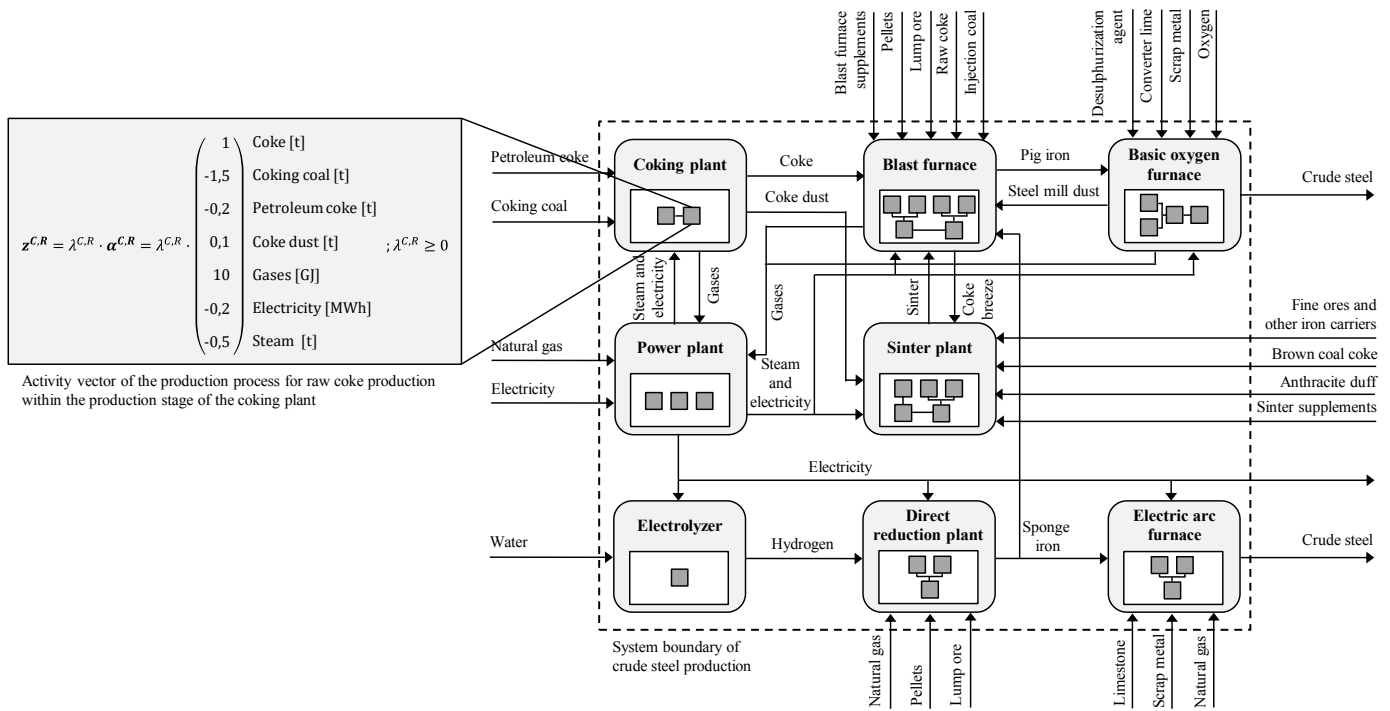 Blast furnace
supplements
Pellets
Lump ore
Raw coke
Injection coal
Desulphurization
agent
Converter lime
Scrap metal
Oxygen
1 Coke [t]
-1,5 Coking coal [t]
-0,2 Petroleum coke [t]
z^{C,R} = λ^{C,R} · α^{C,R} = λ^{C,R} · 0,1 Coke dust [t] ; λ^{C,R} ≥ 0
10 Gases [GJ]
-0,2 Electricity [MWh]
-0,5 Steam [t]
Activity vector of the production process for raw coke production
within the production stage of the coking plant
Petroleum coke
Coking coal
Coking plant
Coke
Coke dust
Blast furnace
Pig iron
Steel mill dust
Basic oxygen
furnace
Crude steel
Steam and
electricity
Gases
Gases
Sinter
Coke
breeze
Natural gas
Electricity
Power plant
Steam
and
electricity
Sinter plant
Fine ores and
other iron carriers
Brown coal coke
Anthracite duff
Sinter supplements
Electricity
Water
Electrolyzer
Hydrogen
Direct
reduction plant
Sponge
iron
Electric arc
furnace
Crude steel
System boundary of
crude steel production
Natural gas
Pellets
Lump ore
Limestone
Scrap metal
Natural gas